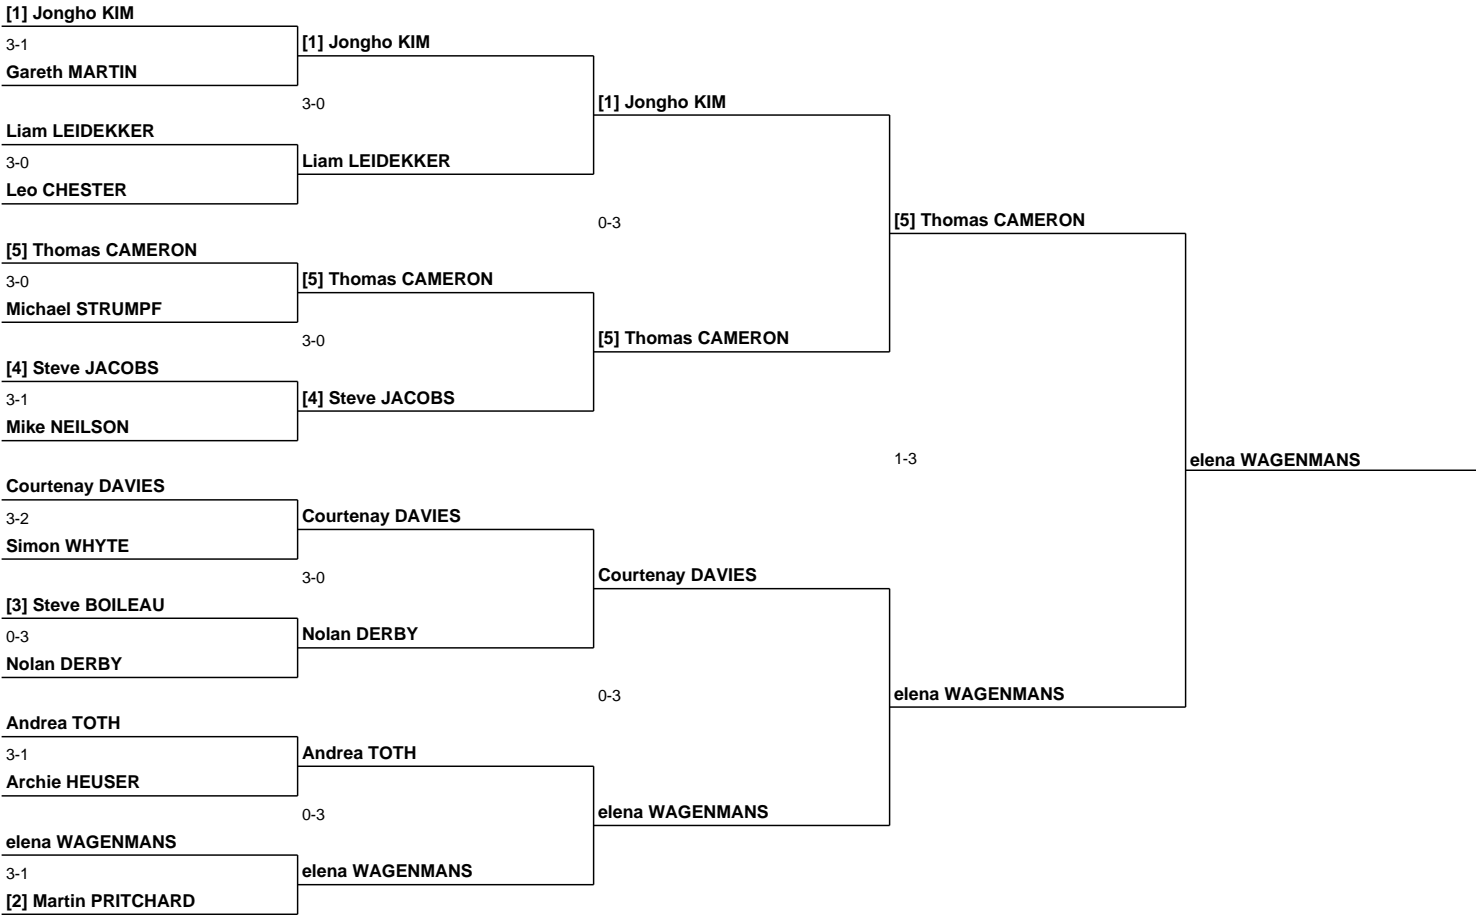 [1] Jongho KIM
3-1
Gareth MARTIN
Liam LEIDEKKER
3-0
Leo CHESTER
[5] Thomas CAMERON
3-0
Michael STRUMPF
[4] Steve JACOBS
3-1
Mike NEILSON
Courtenay DAVIES
3-2
Simon WHYTE
[3] Steve BOILEAU
0-3
Nolan DERBY
Andrea TOTH
3-1
Archie HEUSER
elena WAGENMANS
3-1
[2] Martin PRITCHARD
[1] Jongho KIM
3-0
Liam LEIDEKKER
[5] Thomas CAMERON
3-0
[4] Steve JACOBS
Courtenay DAVIES
3-0
Nolan DERBY
Andrea TOTH
0-3
elena WAGENMANS
[1] Jongho KIM
0-3
[5] Thomas CAMERON
Courtenay DAVIES
0-3
elena WAGENMANS
[5] Thomas CAMERON
1-3
elena WAGENMANS
elena WAGENMANS